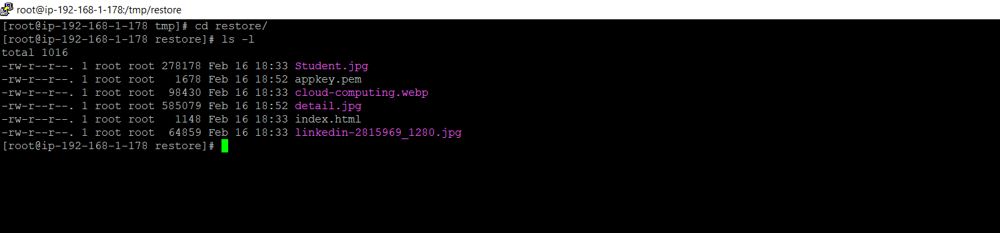 root@ip-192-168-1-178:/tmp/restore
[root@ip-192-168-1-178 tmp]# cd restore/
[root@ip-192-168-1-178 restore]# ls -l
total 1016
-rw-r--r--. 1 root root 278178 Feb 16 18:33 Student.jpg
-rw-r--r--. 1 root root   1678 Feb 16 18:52 appkey.pem
-rw-r--r--. 1 root root  98430 Feb 16 18:33 cloud-computing.webp
-rw-r--r--. 1 root root 585079 Feb 16 18:52 detail.jpg
-rw-r--r--. 1 root root   1148 Feb 16 18:33 index.html
-rw-r--r--. 1 root root  64859 Feb 16 18:33 linkedin-2815969_1280.jpg
[root@ip-192-168-1-178 restore]#